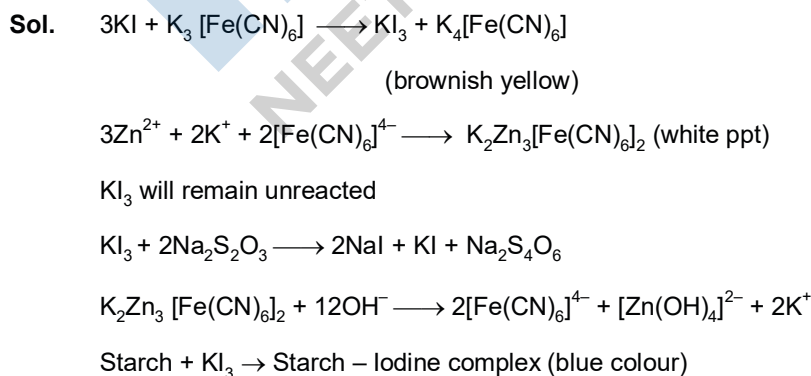 Sol. 3KI + K₃ [Fe(CN)₆] ⟶ KI₃ + K₄[Fe(CN)₆]
(brownish yellow)
3Zn²⁺ + 2K⁺ + 2[Fe(CN)₆]⁴⁻ ⟶ K₂Zn₃[Fe(CN)₆]₂ (white ppt)
KI₃ will remain unreacted
KI₃ + 2Na₂S₂O₃ ⟶ 2NaI + KI + Na₂S₄O₆
K₂Zn₃ [Fe(CN)₆]₂ + 12OH⁻ ⟶ 2[Fe(CN)₆]⁴⁻ + [Zn(OH)₄]²⁻ + 2K⁺
Starch + KI₃ → Starch – Iodine complex (blue colour)